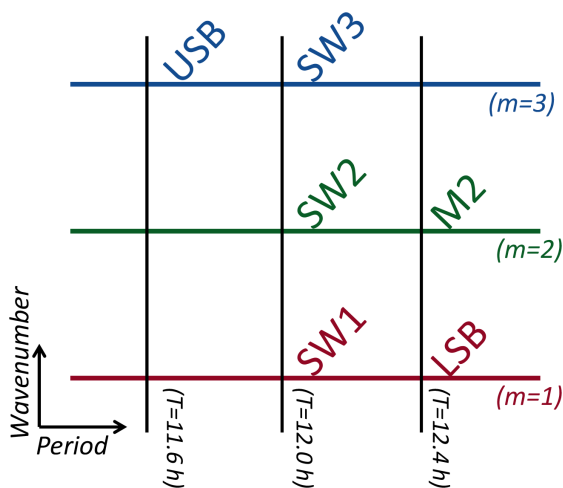 USB
SW3
(m=3)
SW2
M2
(m=2)
SW1
LSB
(m=1)
Wavenumber
Period
(T=11.6 h)
(T=12.0 h)
(T=12.4 h)